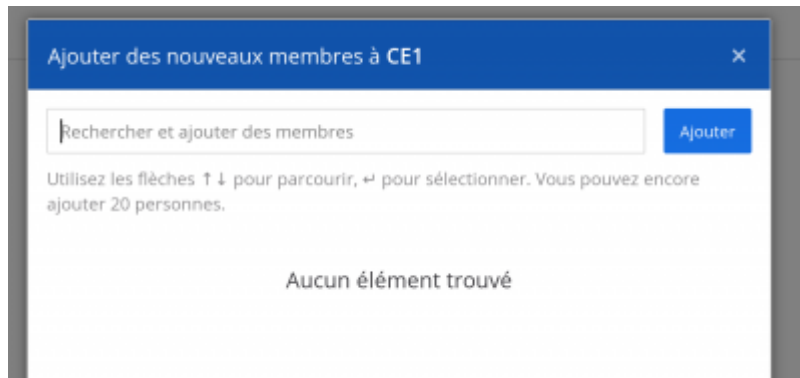 Ajouter des nouveaux membres à CE1 ×
Rechercher et ajouter des membres
Ajouter
Utilisez les flèches ↑↓ pour parcourir, ↵ pour sélectionner. Vous pouvez encore
ajouter 20 personnes.
Aucun élément trouvé